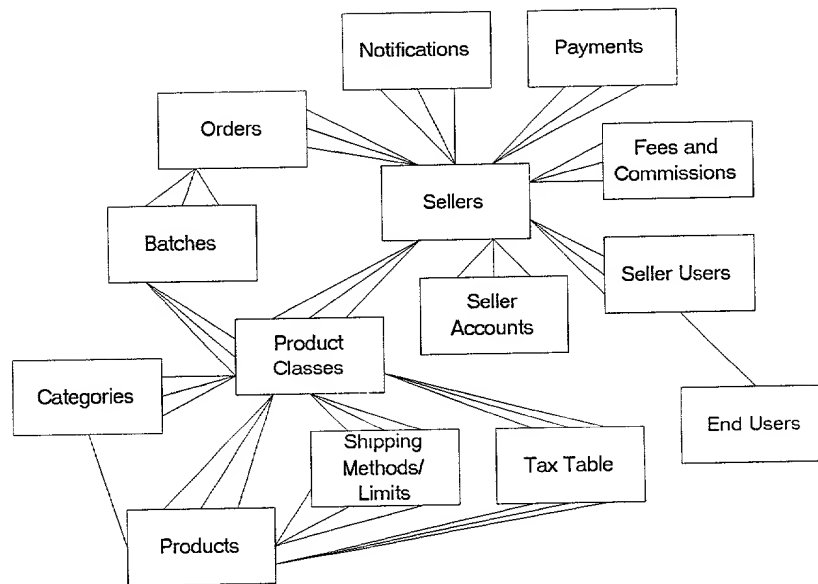 Notifications
Payments
Orders
Fees and
Commissions
Sellers
Batches
Seller Users
Seller
Accounts
Product
Classes
Categories
End Users
Shipping
Methods/
Limits
Tax Table
Products